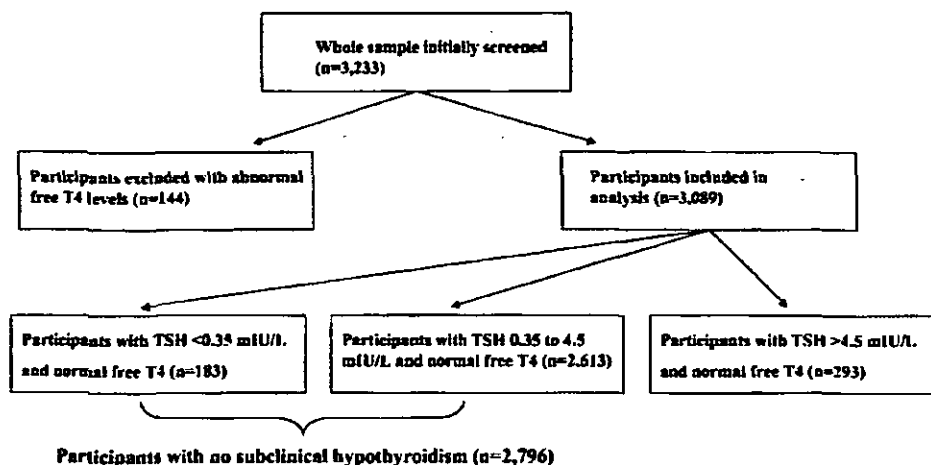 Whole sample initially screened
(n=3,233)
Participants excluded with abnormal
free T4 levels (n=144)
Participants included in
analysis (n=3,089)
Participants with TSH <0.35 mIU/L
and normal free T4 (n=183)
Participants with TSH 0.35 to 4.5
mIU/L and normal free T4 (n=2.613)
Participants with TSH >4.5 mIU/L
and normal free T4 (n=293)
Participants with no subclinical hypothyroidism (n=2,796)